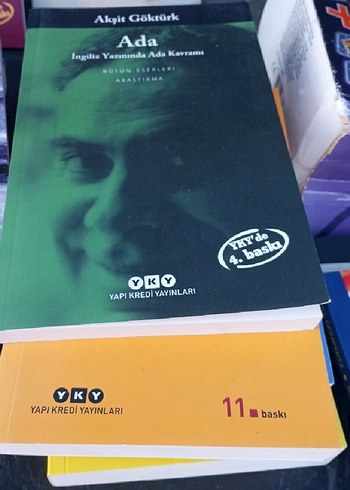 Akşit Göktürk
Ada
İngiliz Yazınında Ada Kavramı
BÜTÜN ESERLERİ
ARAŞTIRMA
YKY'de
4. baskı
YKY
YAPI KREDİ YAYINLARI
YKY
YAPI KREDİ YAYINLARI
11. baskı